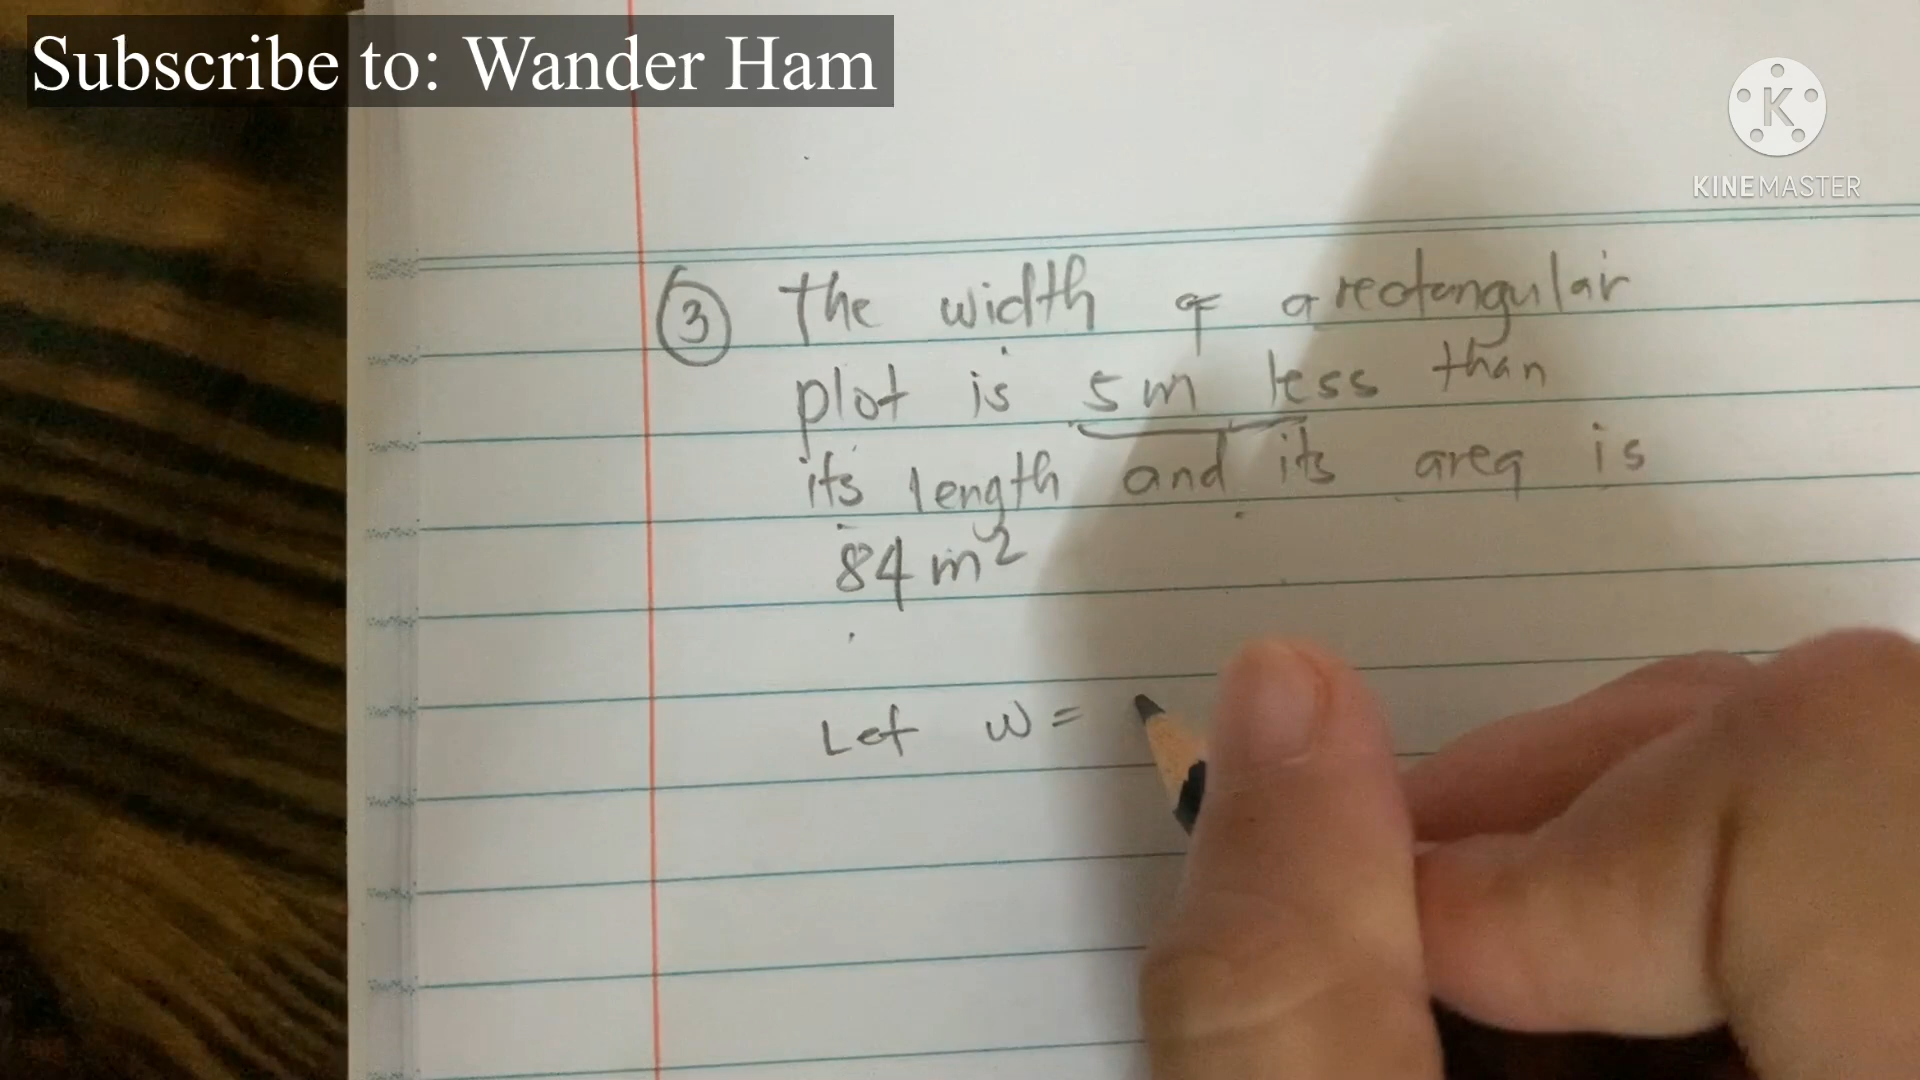 Subscribe to: Wander Ham
KINEMASTER
3 The width of a rectangular
plot is 5m less than
its length and its area is
84 m²
Let w =